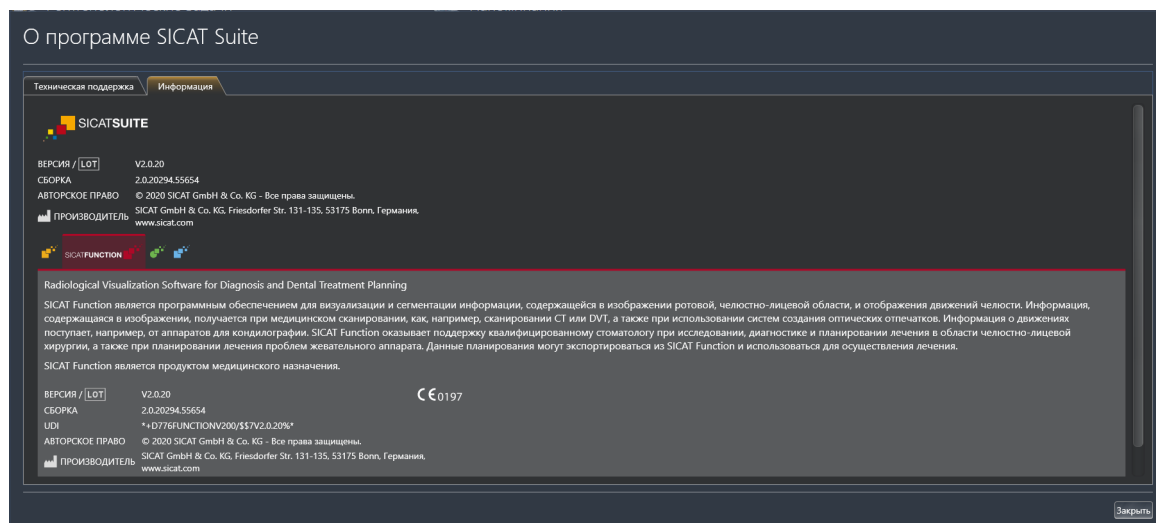 О программе SICAT Suite
Техническая поддержка
Информация
SICATSUITE
ВЕРСИЯ / LOT V2.0.20
СБОРКА 2.0.20294.55654
АВТОРСКОЕ ПРАВО © 2020 SICAT GmbH & Co. KG - Все права защищены.
ПРОИЗВОДИТЕЛЬ SICAT GmbH & Co. KG, Friesdorfer Str. 131-135, 53175 Bonn, Германия,
www.sicat.com
SICATFUNCTION
Radiological Visualization Software for Diagnosis and Dental Treatment Planning
SICAT Function является программным обеспечением для визуализации и сегментации информации, содержащейся в изображении ротовой, челюстно-лицевой области, и отображения движений челюсти. Информация,
содержащаяся в изображении, получается при медицинском сканировании, как, например, сканировании CT или DVT, а также при использовании систем создания оптических отпечатков. Информация о движениях
поступает, например, от аппаратов для кондилографии. SICAT Function оказывает поддержку квалифицированному стоматологу при исследовании, диагностике и планировании лечения в области челюстно-лицевой
хирургии, а также при планировании лечения проблем жевательного аппарата. Данные планирования могут экспортироваться из SICAT Function и использоваться для осуществления лечения.
SICAT Function является продуктом медицинского назначения.
ВЕРСИЯ / LOT V2.0.20 CE0197
СБОРКА 2.0.20294.55654
UDI *+D776FUNCTIONV200/$$7V2.0.20%*
АВТОРСКОЕ ПРАВО © 2020 SICAT GmbH & Co. KG - Все права защищены.
ПРОИЗВОДИТЕЛЬ SICAT GmbH & Co. KG, Friesdorfer Str. 131-135, 53175 Bonn, Германия,
www.sicat.com
Закрыть